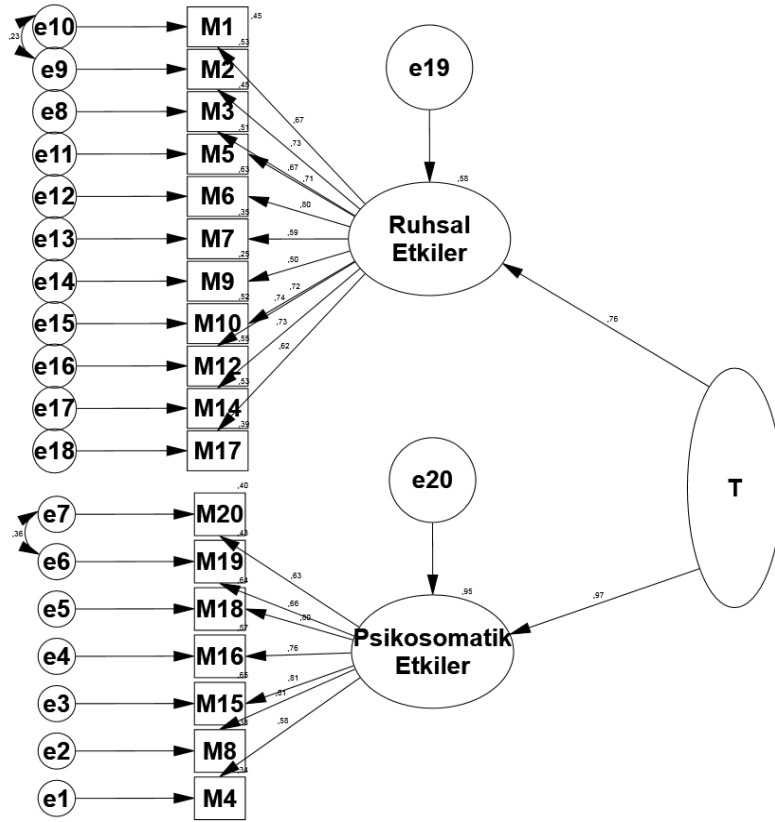 e10 M1 ,45
,23 ,53
e9 M2
,45
e8 M3
,51
e11 M5
,63
e12 M6
,35
e13 M7
,25
e14 M9
,52
e15 M10
,55
e16 M12
,53
e17 M14
,39
e18 M17
,67
,73
,67
,71
,80
,59
,50
,72
,74
,73
,62
e19
,58
Ruhsal
Etkiler
,76
T
,97
e20
,95
Psikosomatik
Etkiler
,40
e7 M20
,36 ,43
e6 M19
,64
e5 M18
,57
e4 M16
,65
e3 M15
e2 M8
,34
e1 M4
,63
,66
,80
,76
,81
,61
,58